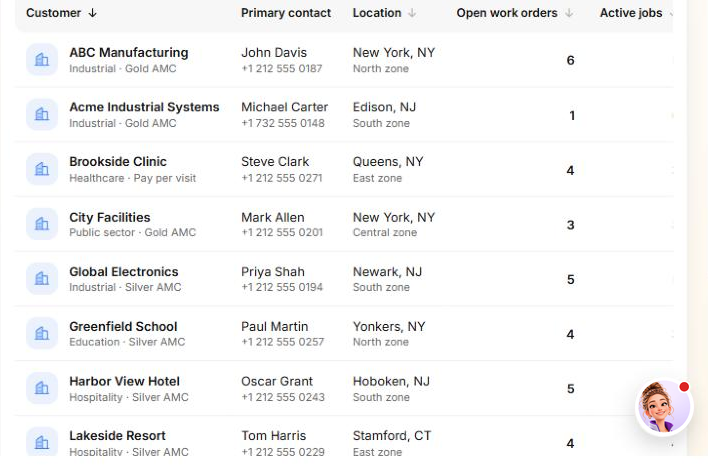 Customer ↓ Primary contact Location ↓ Open work orders ↓ Active jobs
ABC Manufacturing John Davis New York, NY 6
Industrial · Gold AMC +1 212 555 0187 North zone
Acme Industrial Systems Michael Carter Edison, NJ 1
Industrial · Gold AMC +1 732 555 0148 South zone
Brookside Clinic Steve Clark Queens, NY 4
Healthcare · Pay per visit +1 212 555 0271 East zone
City Facilities Mark Allen New York, NY 3
Public sector · Gold AMC +1 212 555 0201 Central zone
Global Electronics Priya Shah Newark, NJ 5
Industrial · Silver AMC +1 212 555 0194 South zone
Greenfield School Paul Martin Yonkers, NY 4
Education · Silver AMC +1 212 555 0257 North zone
Harbor View Hotel Oscar Grant Hoboken, NJ 5
Hospitality · Silver AMC +1 212 555 0243 South zone
Lakeside Resort Tom Harris Stamford, CT 4
Hospitality · Silver AMC +1 212 555 0229 East zone